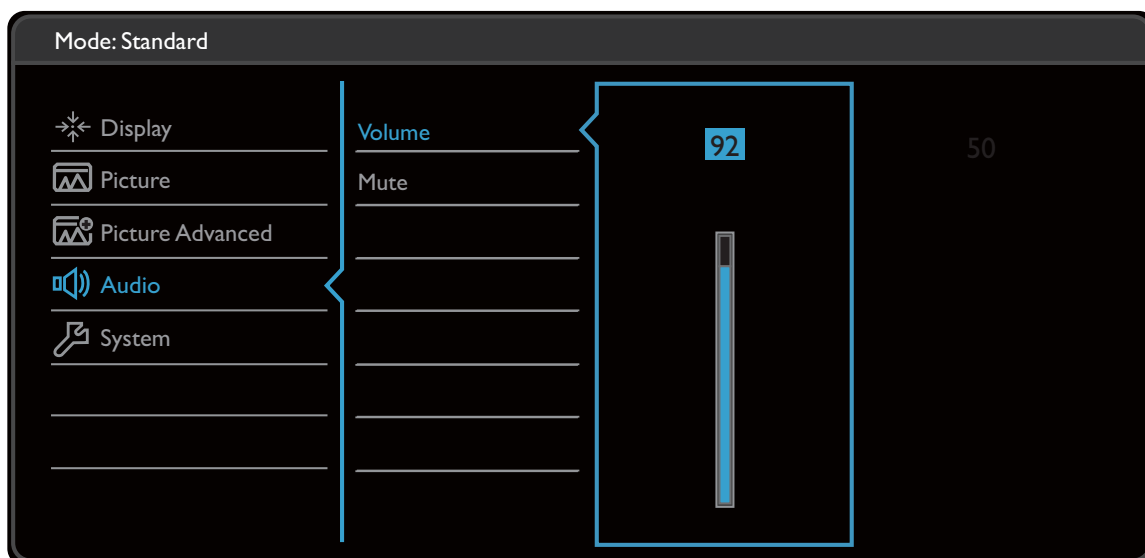 Mode: Standard
Display
Picture
Picture Advanced
Audio
System
Volume
Mute
92
50